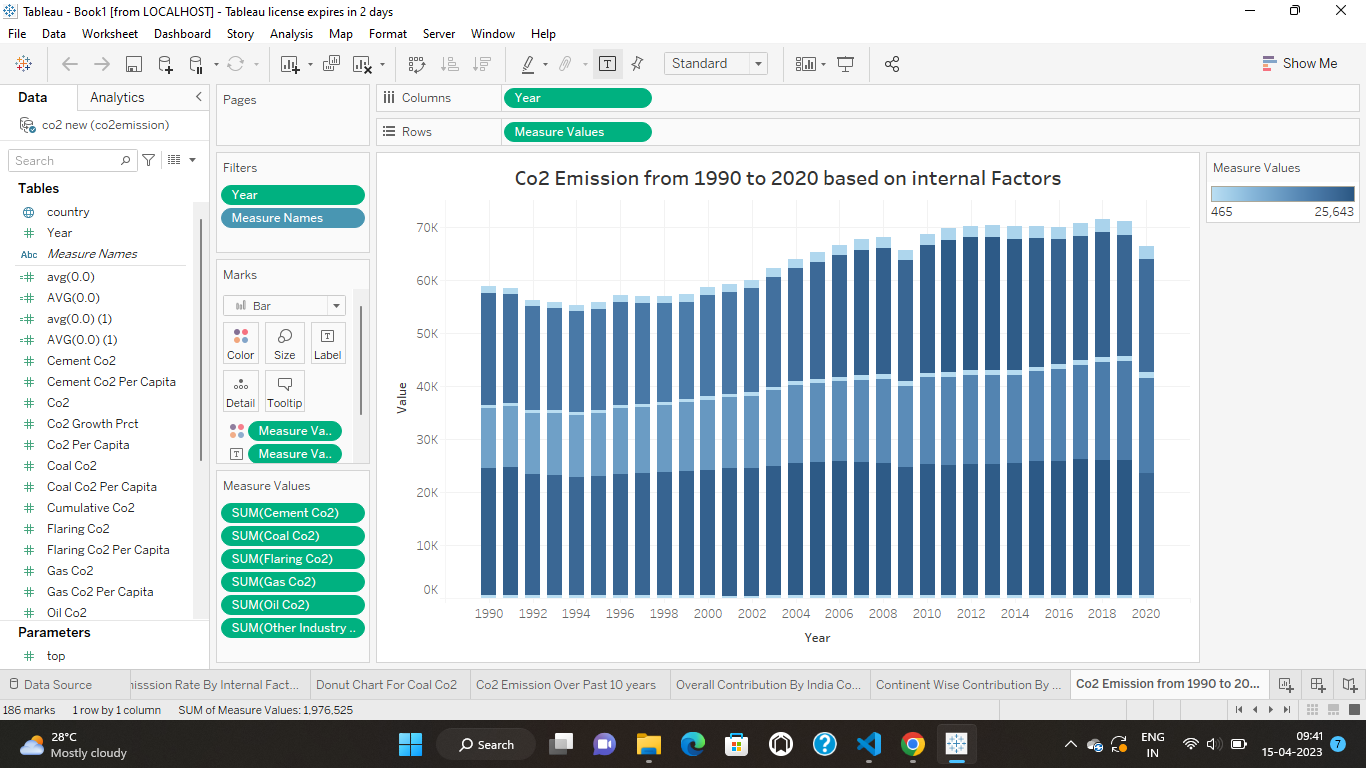 Tableau - Book1 [from LOCALHOST] - Tableau license expires in 2 days
File Data Worksheet Dashboard Story Analysis Map Format Server Window Help
Standard
Show Me
Data Analytics
co2 new (co2emission)
Search
Tables
country
Year
Abc Measure Names
avg(0.0)
AVG(0.0)
avg(0.0) (1)
AVG(0.0) (1)
Cement Co2
Cement Co2 Per Capita
Co2
Co2 Growth Prct
Co2 Per Capita
Coal Co2
Coal Co2 Per Capita
Cumulative Co2
Flaring Co2
Flaring Co2 Per Capita
Gas Co2
Gas Co2 Per Capita
Oil Co2
Parameters
top
Pages
Filters
Year
Measure Names
Marks
Bar
Color Size Label
Detail Tooltip
Measure Va..
Measure Va..
Measure Values
SUM(Cement Co2)
SUM(Coal Co2)
SUM(Flaring Co2)
SUM(Gas Co2)
SUM(Oil Co2)
SUM(Other Industry ..
Columns Year
Rows Measure Values
Co2 Emission from 1990 to 2020 based on internal Factors
70K
60K
50K
40K
30K
20K
10K
0K
Value
1990 1992 1994 1996 1998 2000 2002 2004 2006 2008 2010 2012 2014 2016 2018 2020
Year
Measure Values
465 25,643
Data Source
nisssion Rate By Internal Fact...
Donut Chart For Coal Co2
Co2 Emission Over Past 10 years
Overall Contribution By India Co...
Continent Wise Contribution By ...
Co2 Emission from 1990 to 20...
186 marks 1 row by 1 column SUM of Measure Values: 1,976,525
28°C
Mostly cloudy
Search
ENG
IN
09:41
15-04-2023
7